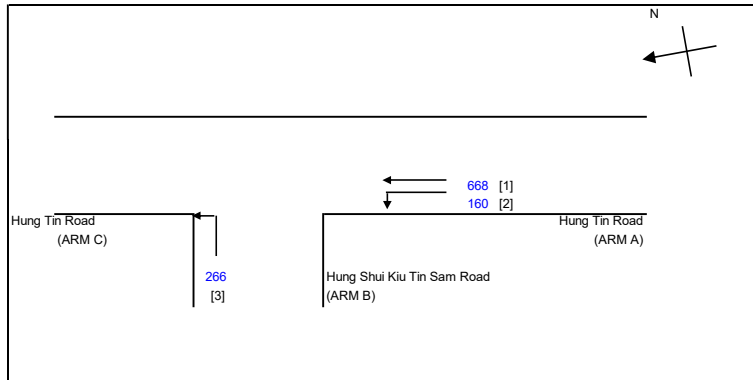 N
668 [1]
160 [2]
Hung Tin Road
(ARM C)
Hung Tin Road
(ARM A)
266
[3]
Hung Shui Kiu Tin Sam Road
(ARM B)